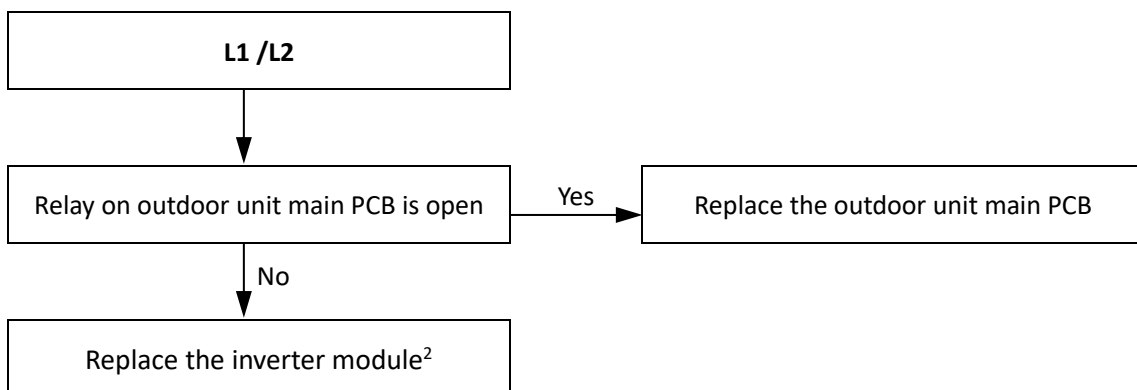 L1 /L2
Relay on outdoor unit main PCB is open
Yes
Replace the outdoor unit main PCB
No
Replace the inverter module²